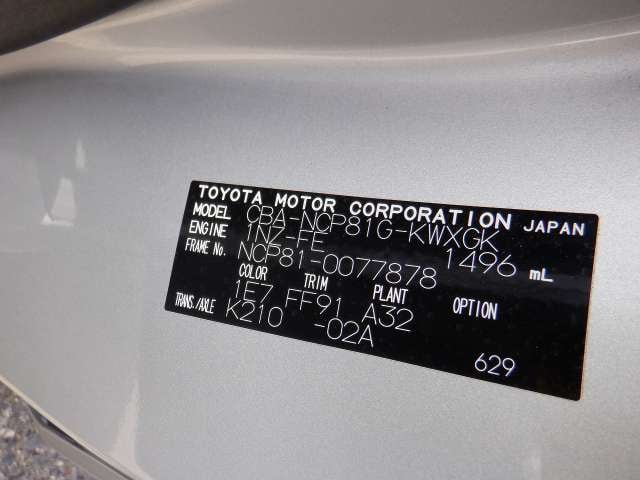 TOYOTA MOTOR CORPORATION JAPAN
MODEL CBA-NCP81G-KWXGK
ENGINE 1NZ-FE 1496 mL
FRAME No. NCP81-0077878
COLOR TRIM PLANT OPTION
1E7 FF91 A32
TRANS./AXLE K210 -02A
629